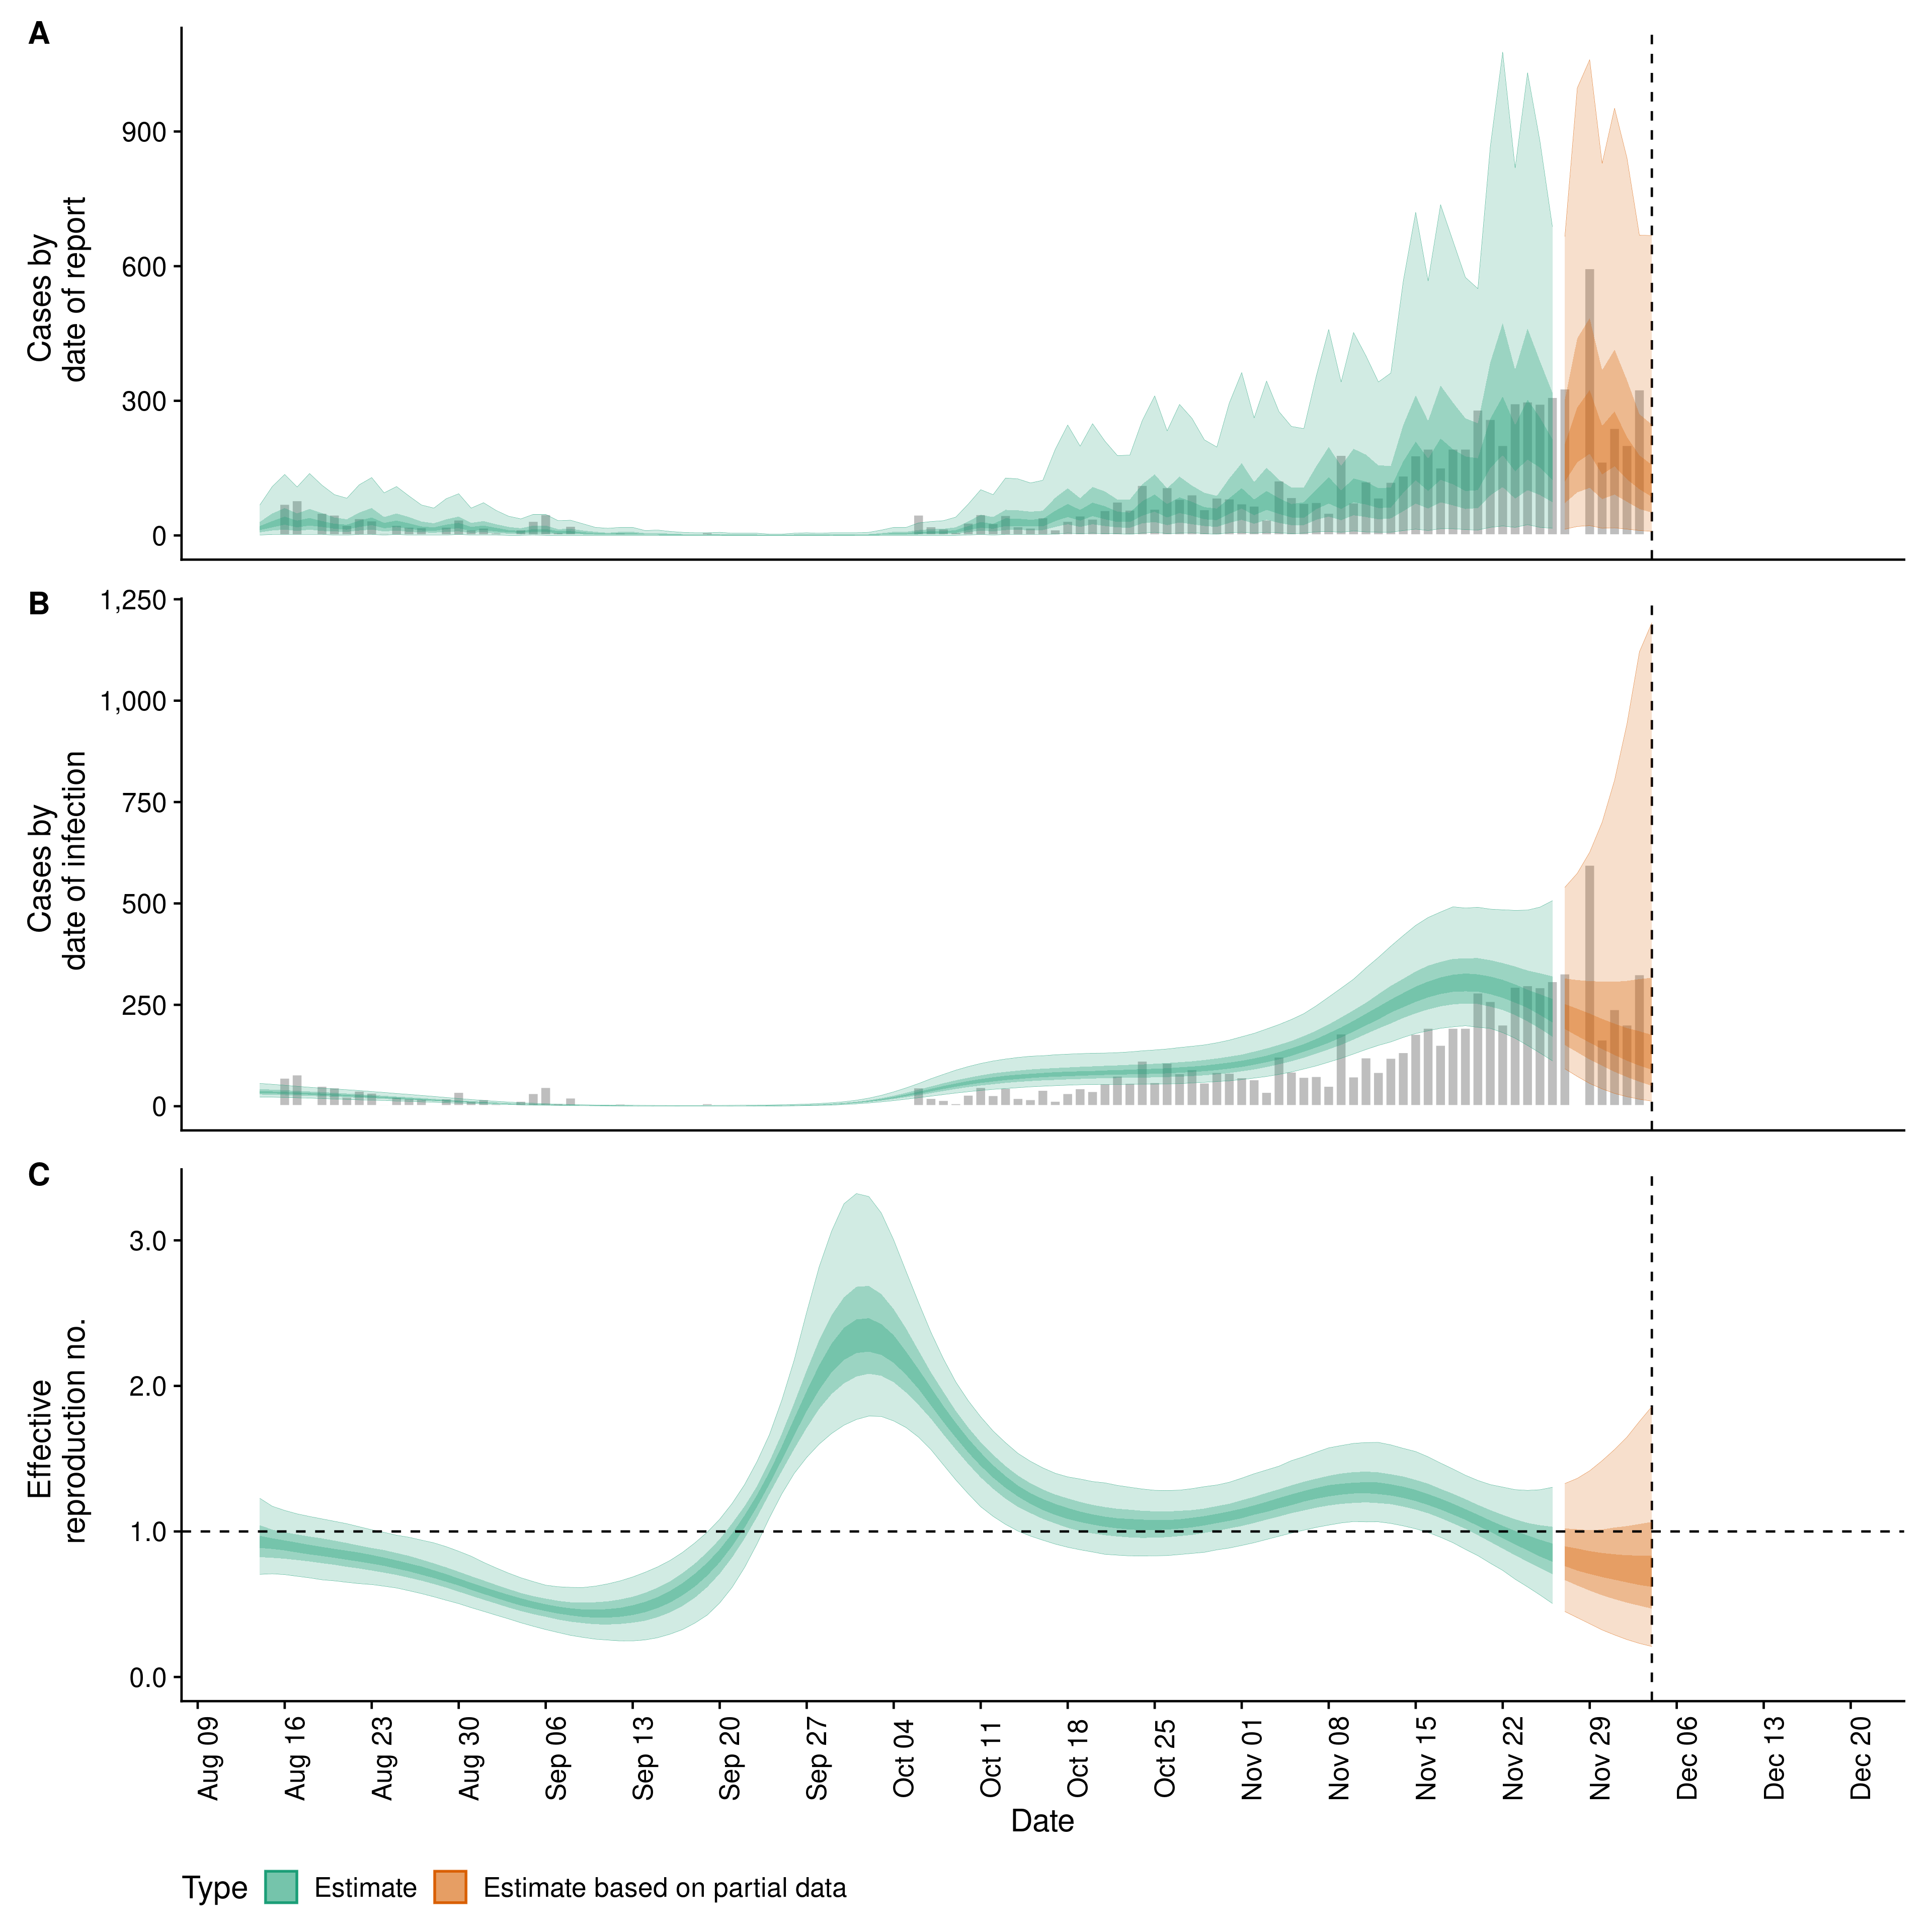 A
Cases by
date of report
900
600
300
0
B
Cases by
date of infection
1,250
1,000
750
500
250
0
C
Effective
reproduction no.
3.0
2.0
1.0
0.0
Aug 09
Aug 16
Aug 23
Aug 30
Sep 06
Sep 13
Sep 20
Sep 27
Oct 04
Oct 11
Oct 18
Oct 25
Nov 01
Nov 08
Nov 15
Nov 22
Nov 29
Dec 06
Dec 13
Dec 20
Date
Type Estimate Estimate based on partial data